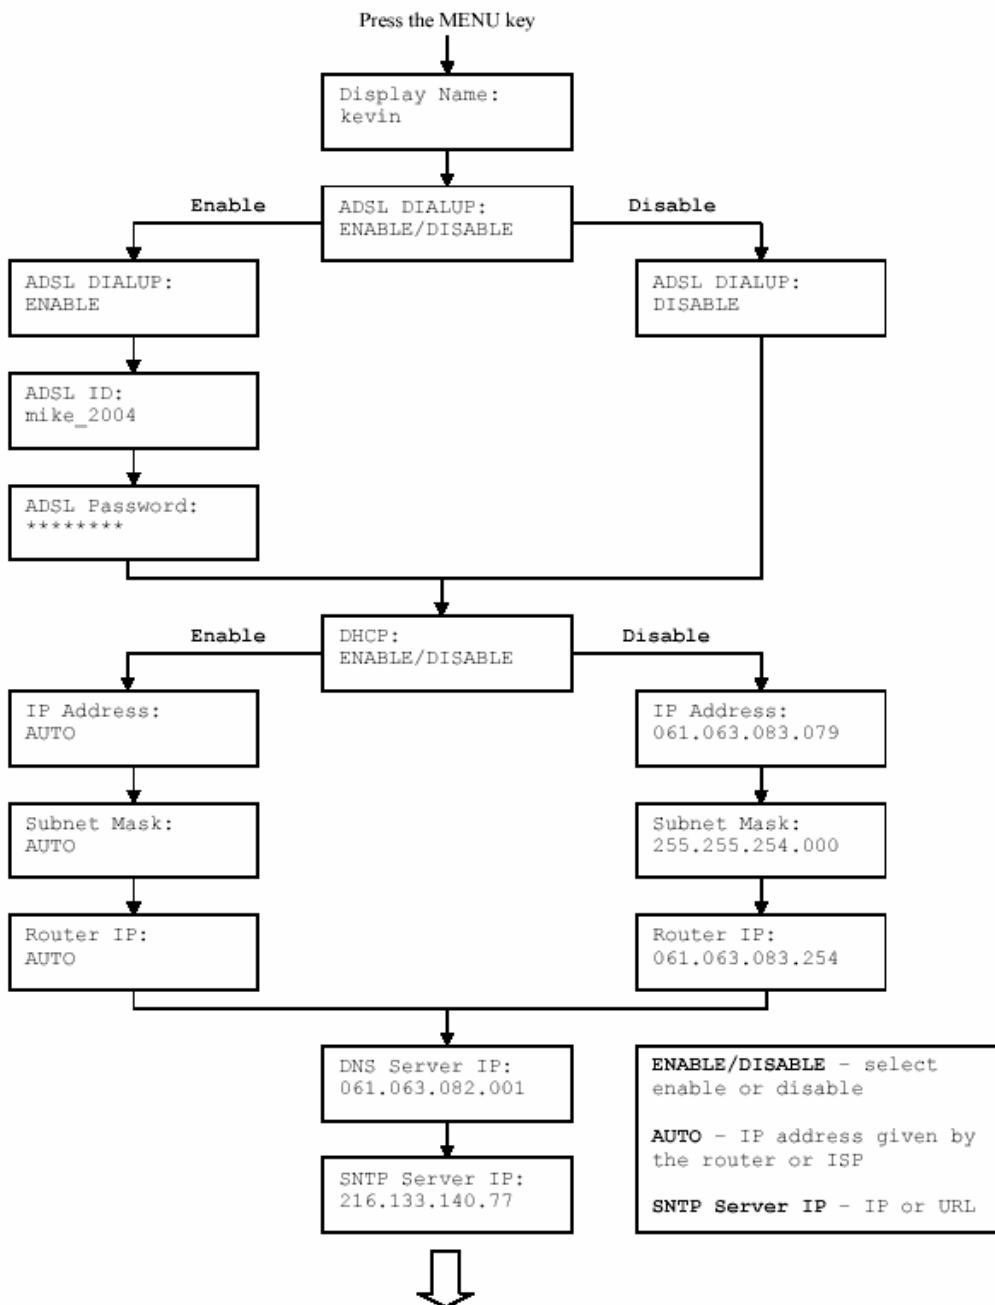 Press the MENU key
Display Name:
kevin
Enable
ADSL DIALUP:
ENABLE/DISABLE
Disable
ADSL DIALUP:
ENABLE
ADSL DIALUP:
DISABLE
ADSL ID:
mike_2004
ADSL Password:
********
Enable
DHCP:
ENABLE/DISABLE
Disable
IP Address:
AUTO
IP Address:
061.063.083.079
Subnet Mask:
AUTO
Subnet Mask:
255.255.254.000
Router IP:
AUTO
Router IP:
061.063.083.254
DNS Server IP:
061.063.082.001
SNTP Server IP:
216.133.140.77
ENABLE/DISABLE – select
enable or disable
AUTO – IP address given by
the router or ISP
SNTP Server IP – IP or URL